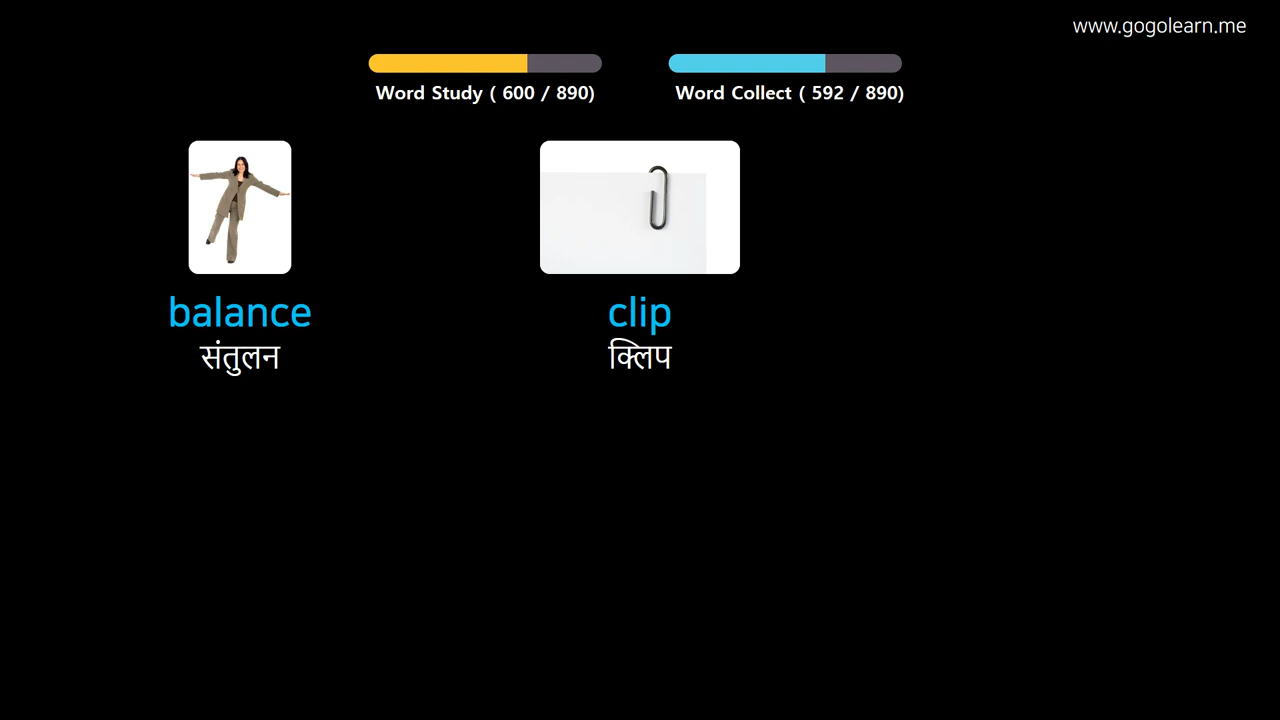 www.gogolearn.me
Word Study ( 600 / 890)
Word Collect ( 592 / 890)
balance
संतुलन
clip
क्लिप